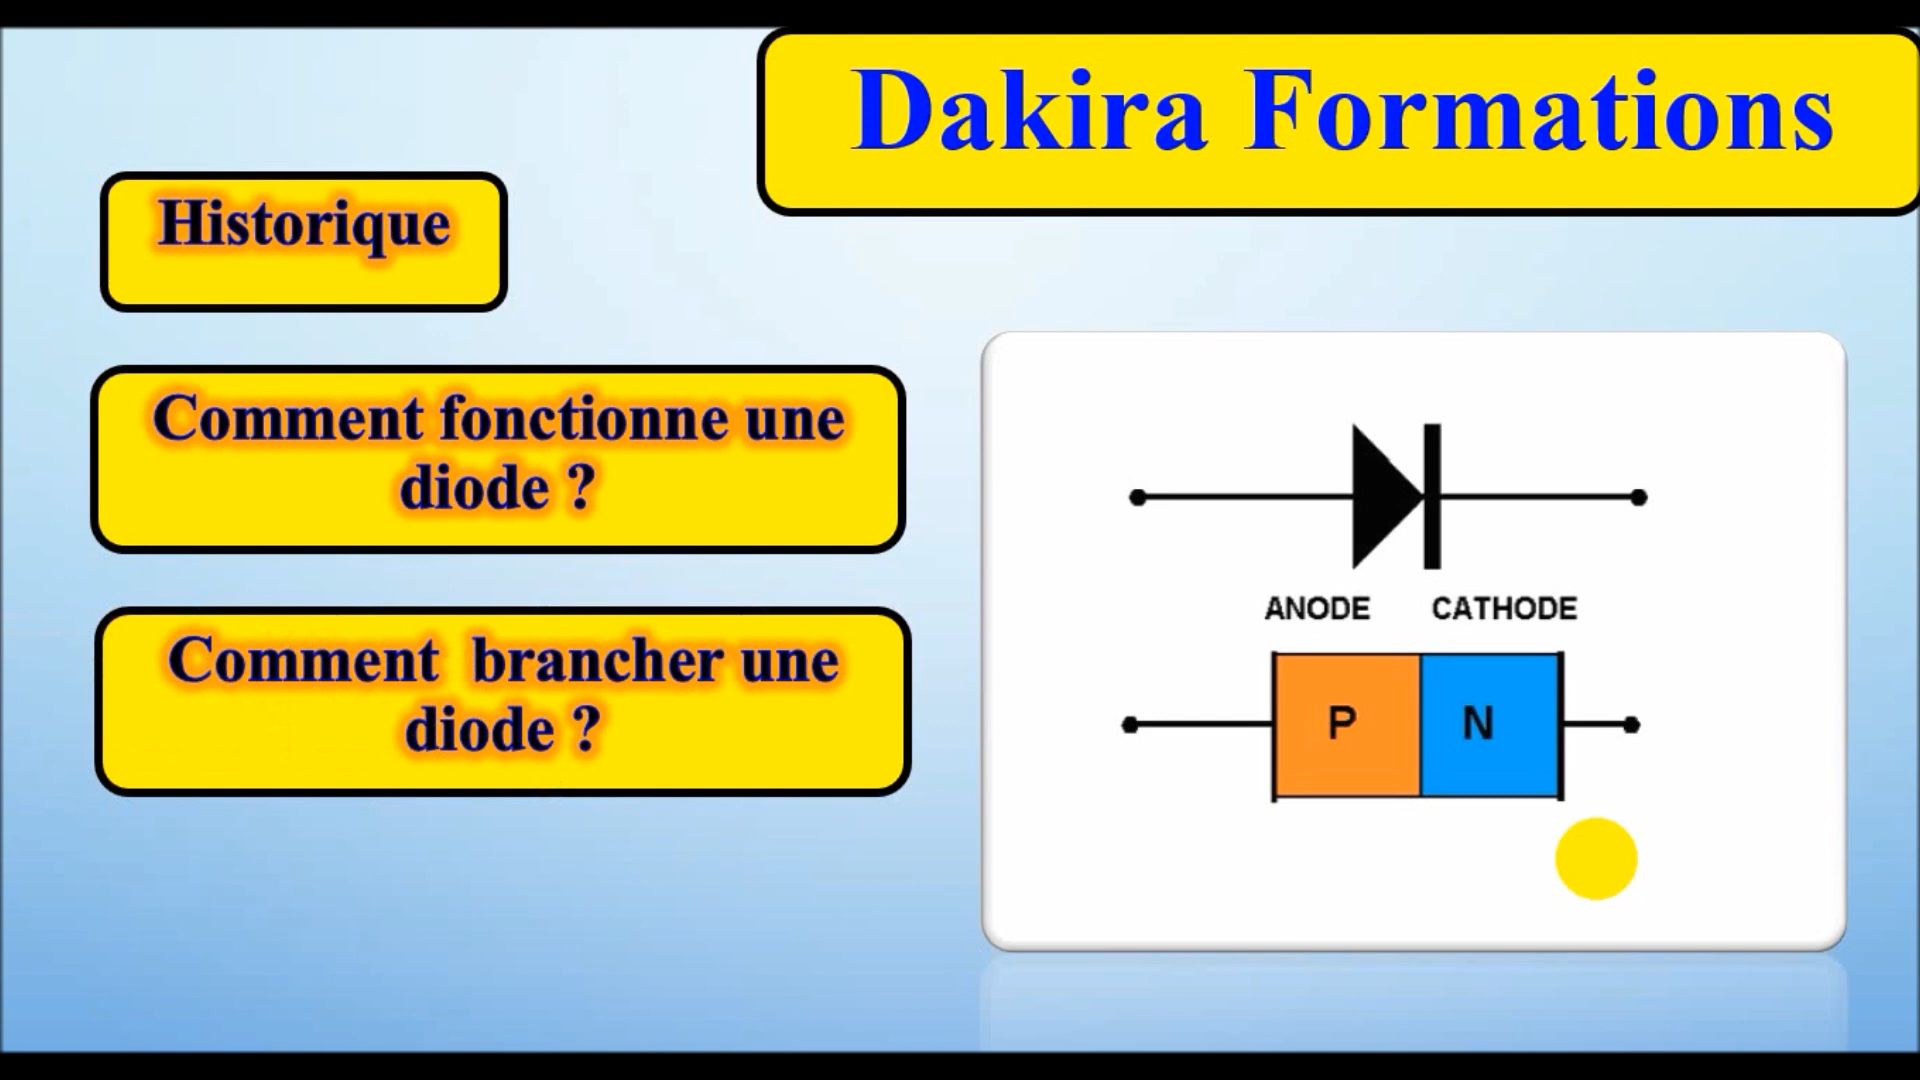 Dakira Formations
Historique
Comment fonctionne une
diode ?
Comment  brancher une
diode ?
ANODE CATHODE
P N